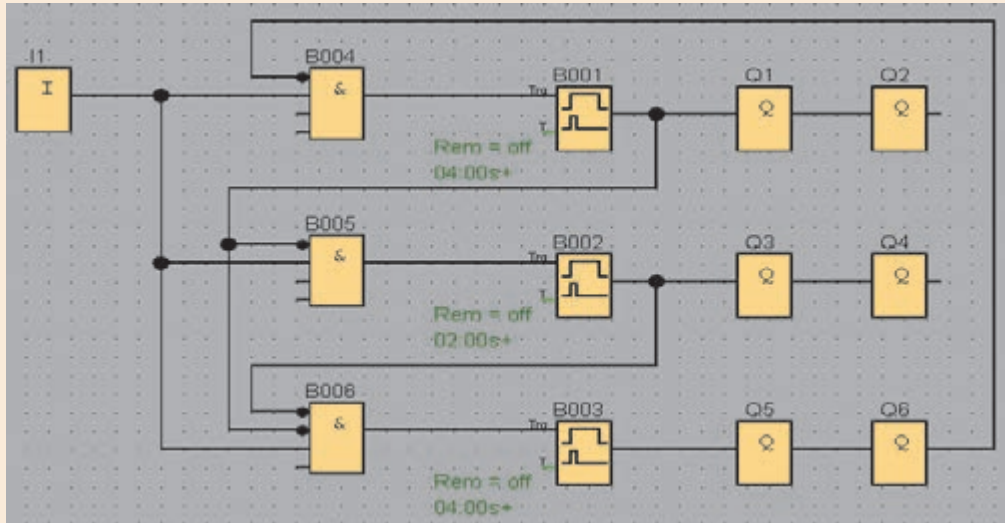 I1
I
B004
&
B001
Trg
T
Rem = off
04:00s+
Q1
Q
Q2
Q
B005
&
B002
Trg
T
Rem = off
02:00s+
Q3
Q
Q4
Q
B006
&
B003
Trg
T
Rem = off
04:00s+
Q5
Q
Q6
Q